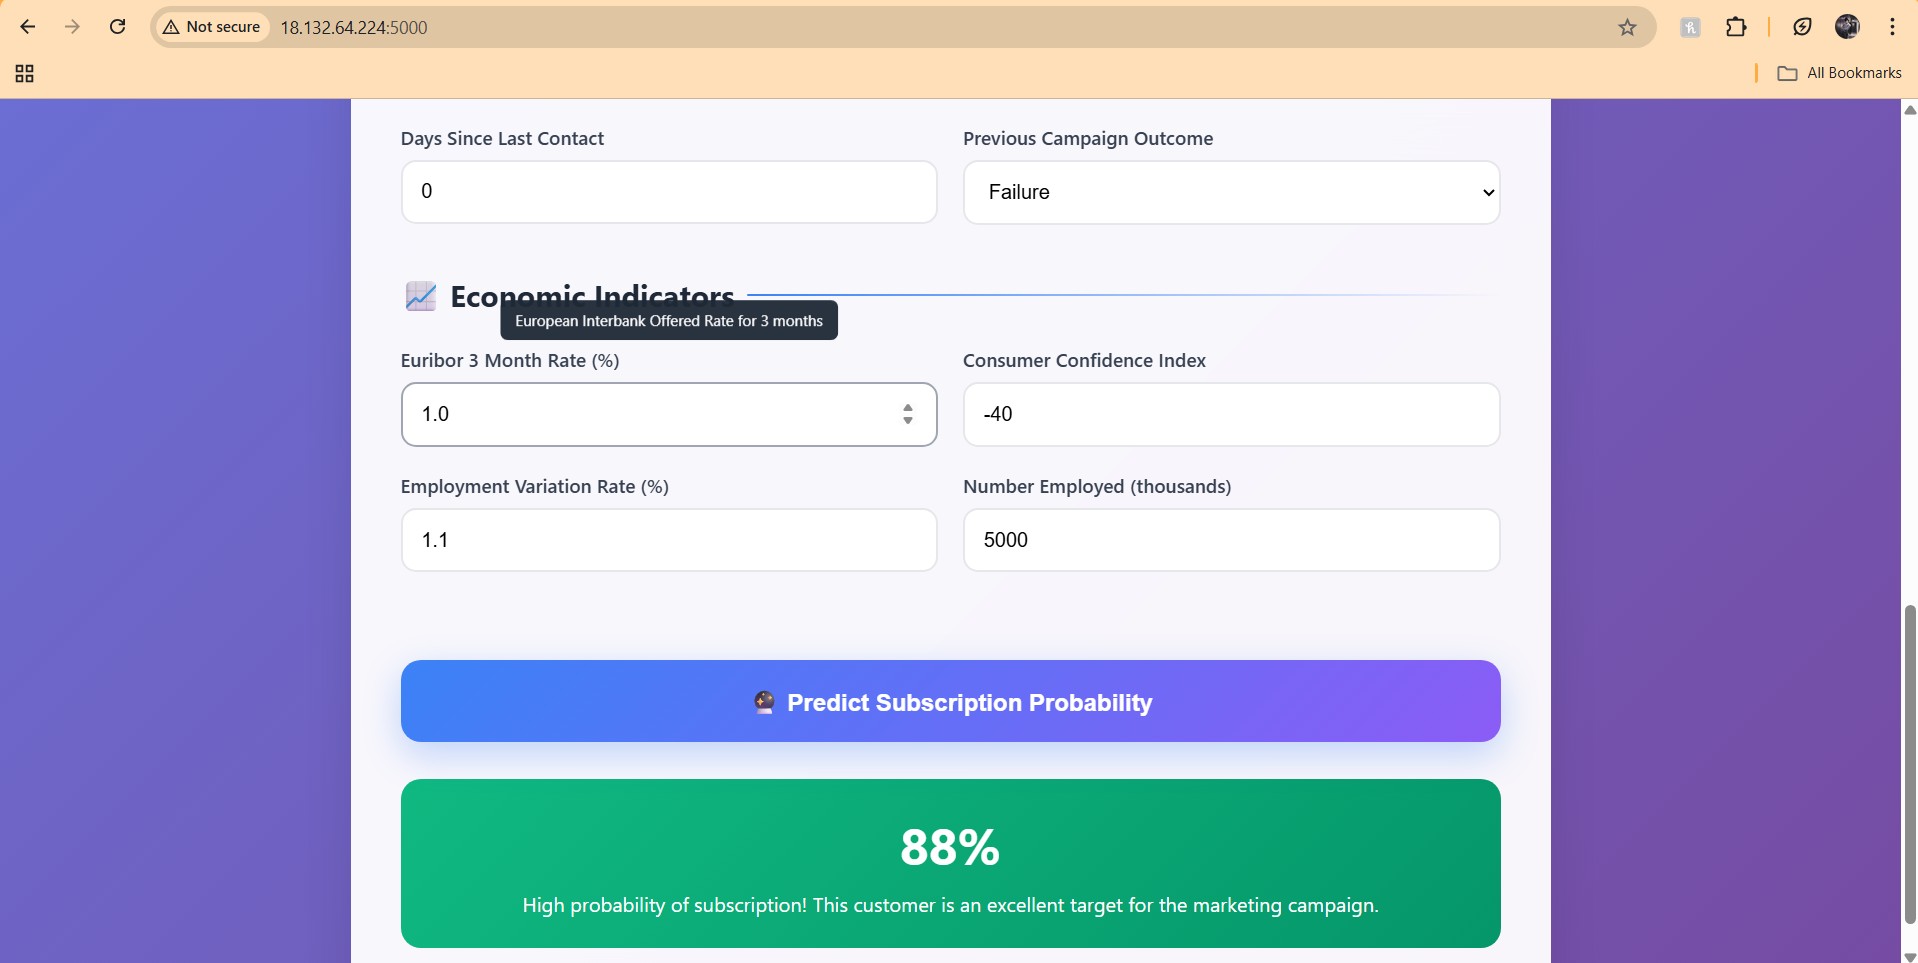 Not secure
18.132.64.224:5000
All Bookmarks
Days Since Last Contact
Previous Campaign Outcome
0
Failure
Economic Indicators
European Interbank Offered Rate for 3 months
Euribor 3 Month Rate (%)
Consumer Confidence Index
1.0
-40
Employment Variation Rate (%)
Number Employed (thousands)
1.1
5000
Predict Subscription Probability
88%
High probability of subscription! This customer is an excellent target for the marketing campaign.